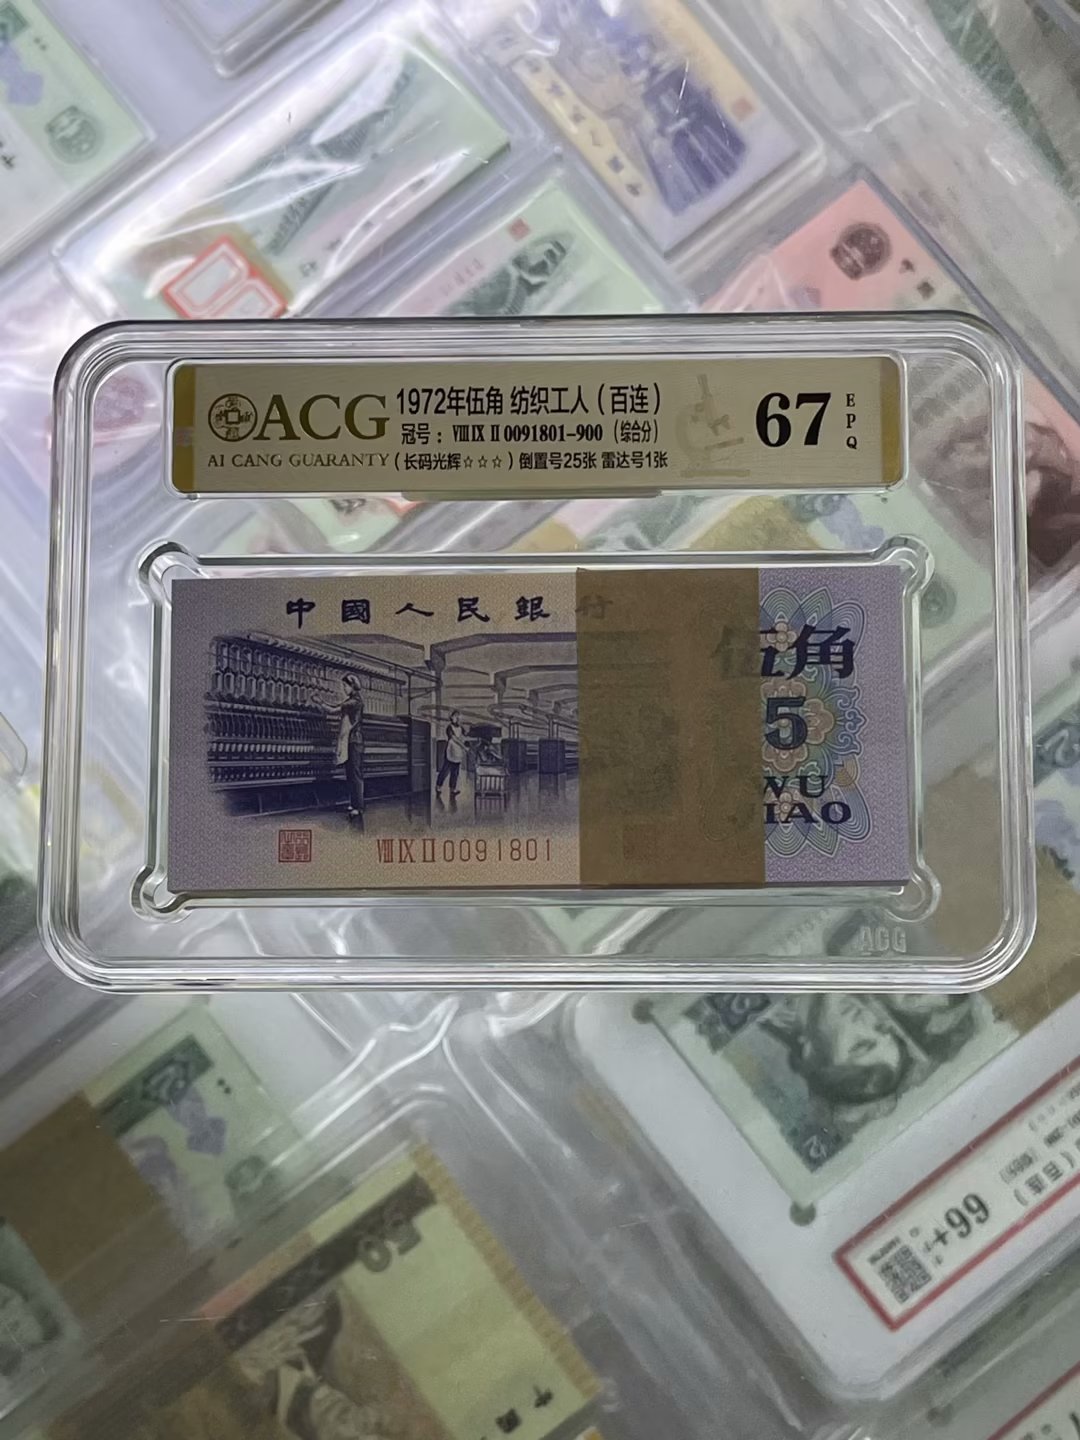 ACG
AI CANG GUARANTY
1972年伍角 纺织工人（百连）
冠号：ⅧⅨⅡ0091801-900（综合分）
（长码光辉☆☆☆）倒置号25张 雷达号1张
67
EPQ
中國人民銀行
伍角
5
WU
JIAO
ⅧⅨⅡ0091801
ACG
66+
50